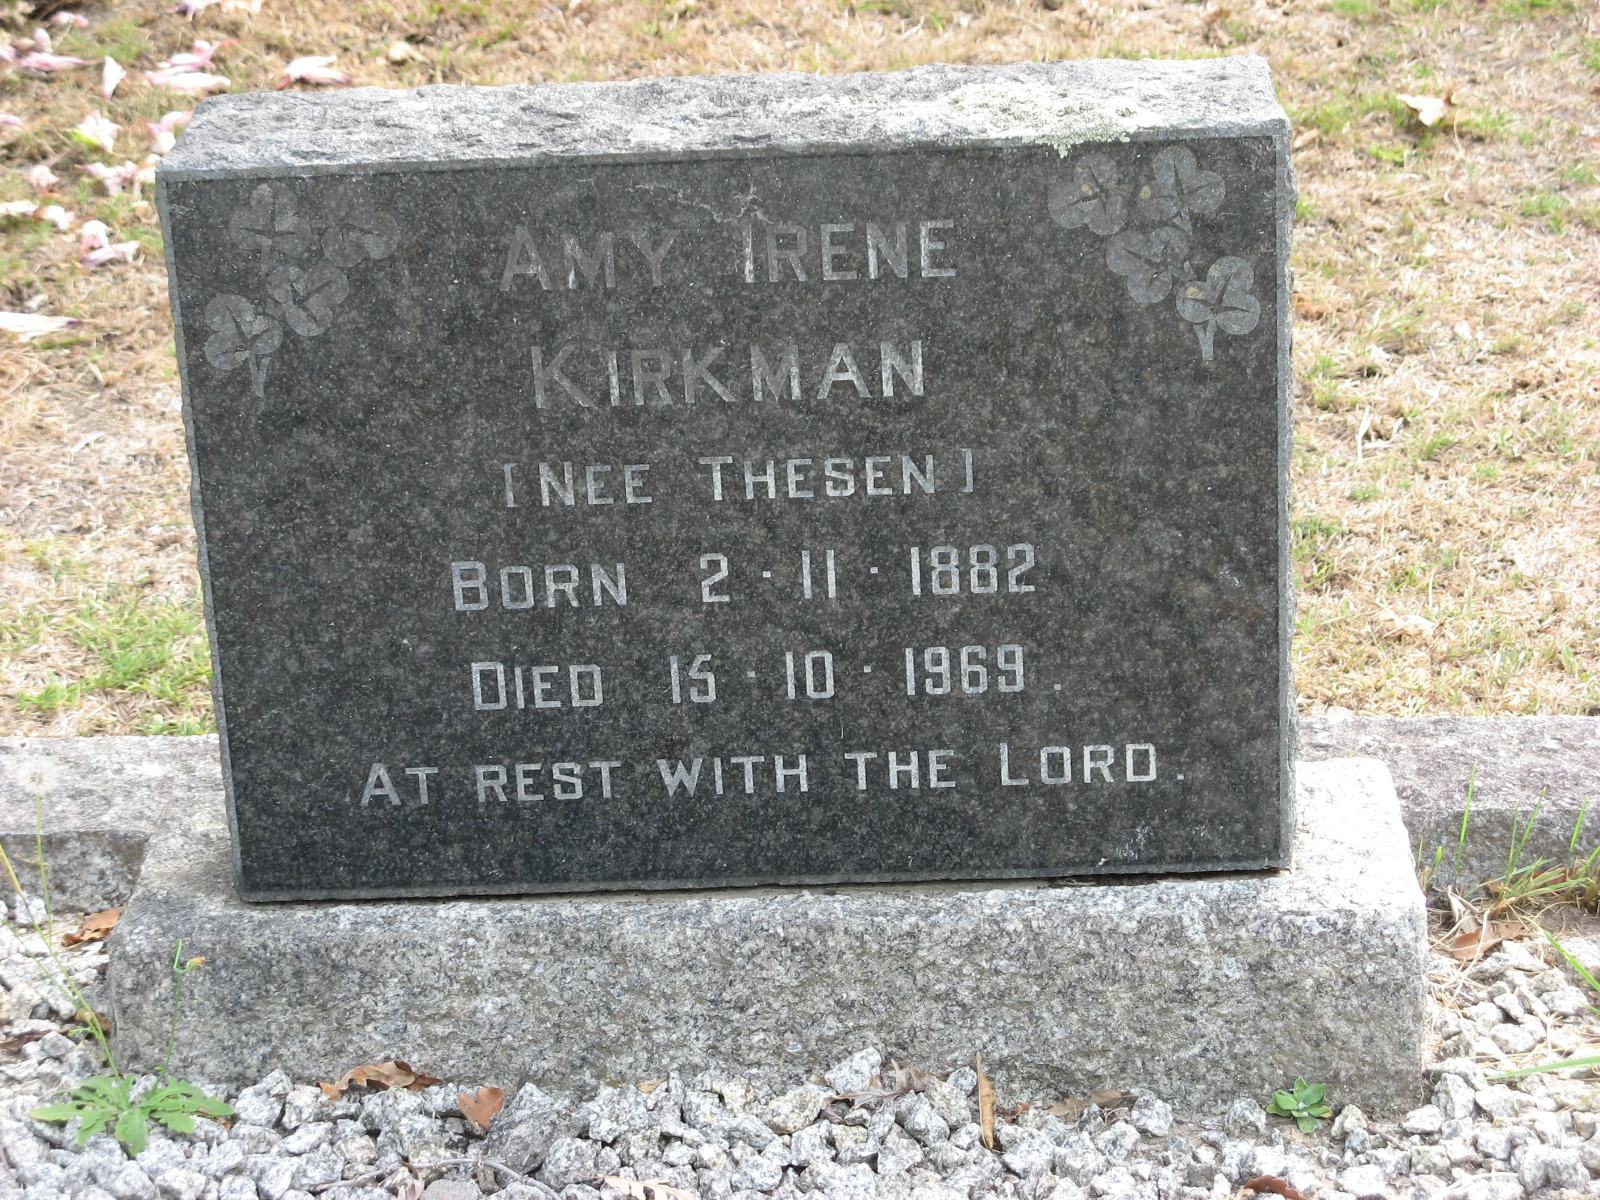 AMY IRENE
KIRKMAN
[NEE THESEN]
BORN 2·11·1882
DIED 15·10·1969.
AT REST WITH THE LORD.